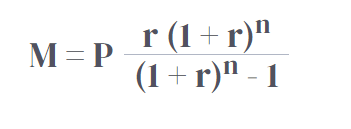 M = P r (1 + r)ⁿ
(1 + r)ⁿ - 1